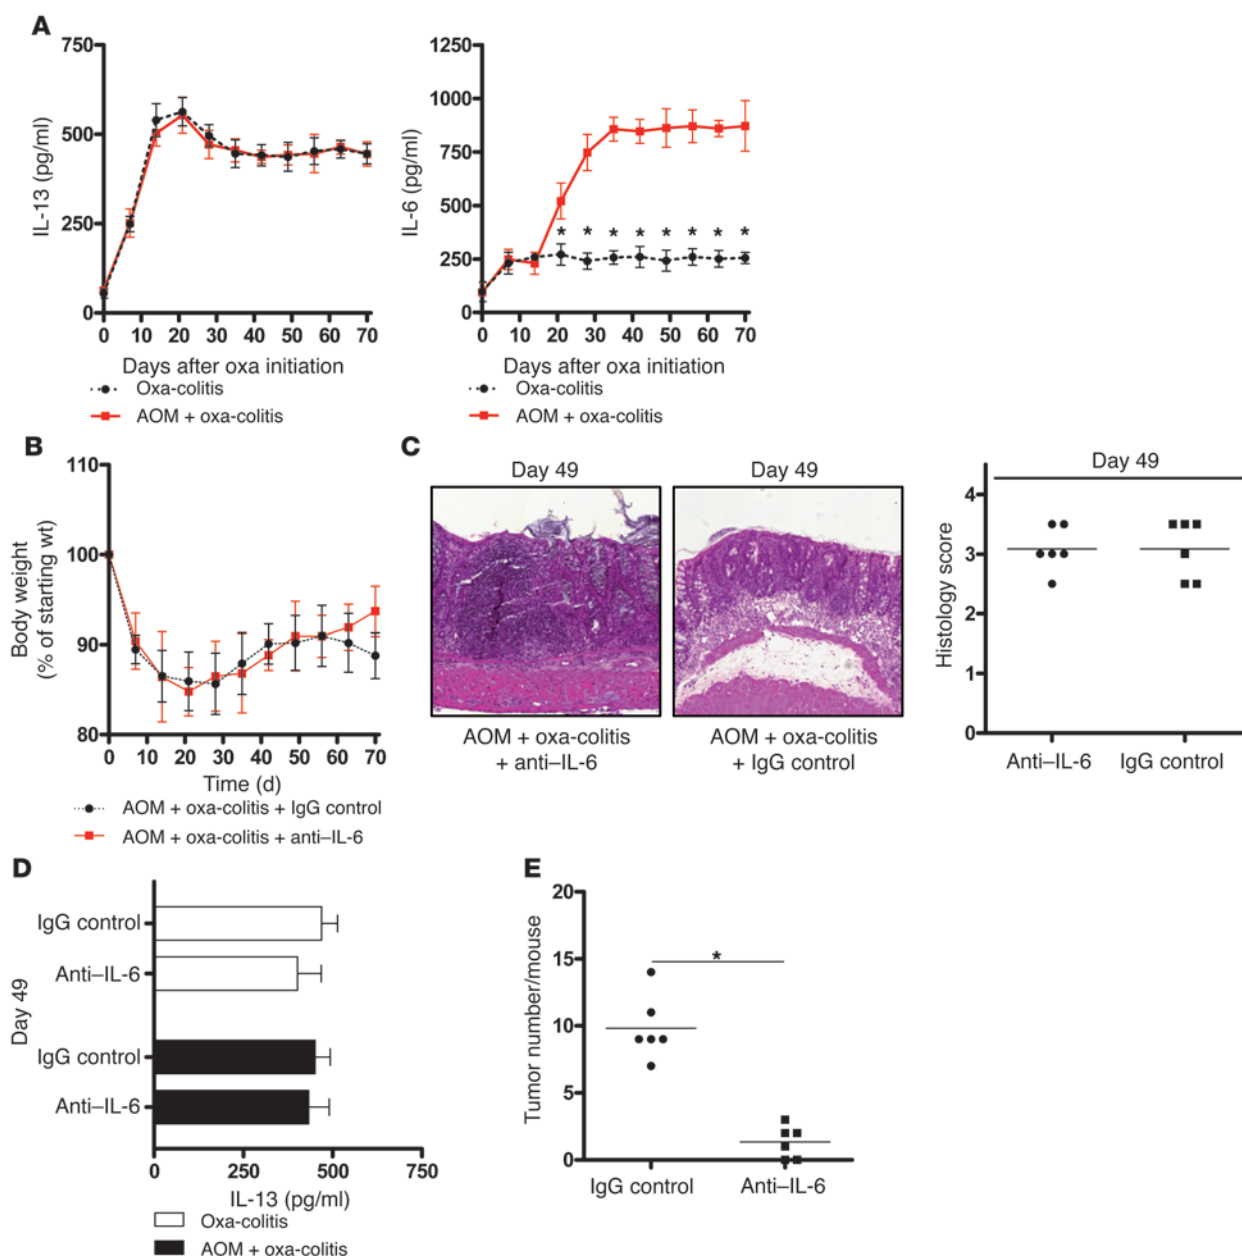 A
750
500
250
0
IL-13 (pg/ml)
0 10 20 30 40 50 60 70
Days after oxa initiation
Oxa-colitis
AOM + oxa-colitis
1250
1000
750
500
250
0
IL-6 (pg/ml)
* * * * * * * *
0 10 20 30 40 50 60 70
Days after oxa initiation
Oxa-colitis
AOM + oxa-colitis
B
110
100
90
80
Body weight
(% of starting wt)
0 10 20 30 40 50 60 70
Time (d)
AOM + oxa-colitis + IgG control
AOM + oxa-colitis + anti–IL-6
C
Day 49
AOM + oxa-colitis
+ anti–IL-6
Day 49
AOM + oxa-colitis
+ IgG control
Day 49
4
3
2
1
0
Histology score
Anti–IL-6
IgG control
D
Day 49
IgG control
Anti–IL-6
IgG control
Anti–IL-6
0 250 500 750
IL-13 (pg/ml)
Oxa-colitis
AOM + oxa-colitis
E
20
15
10
5
0
Tumor number/mouse
*
IgG control
Anti–IL-6